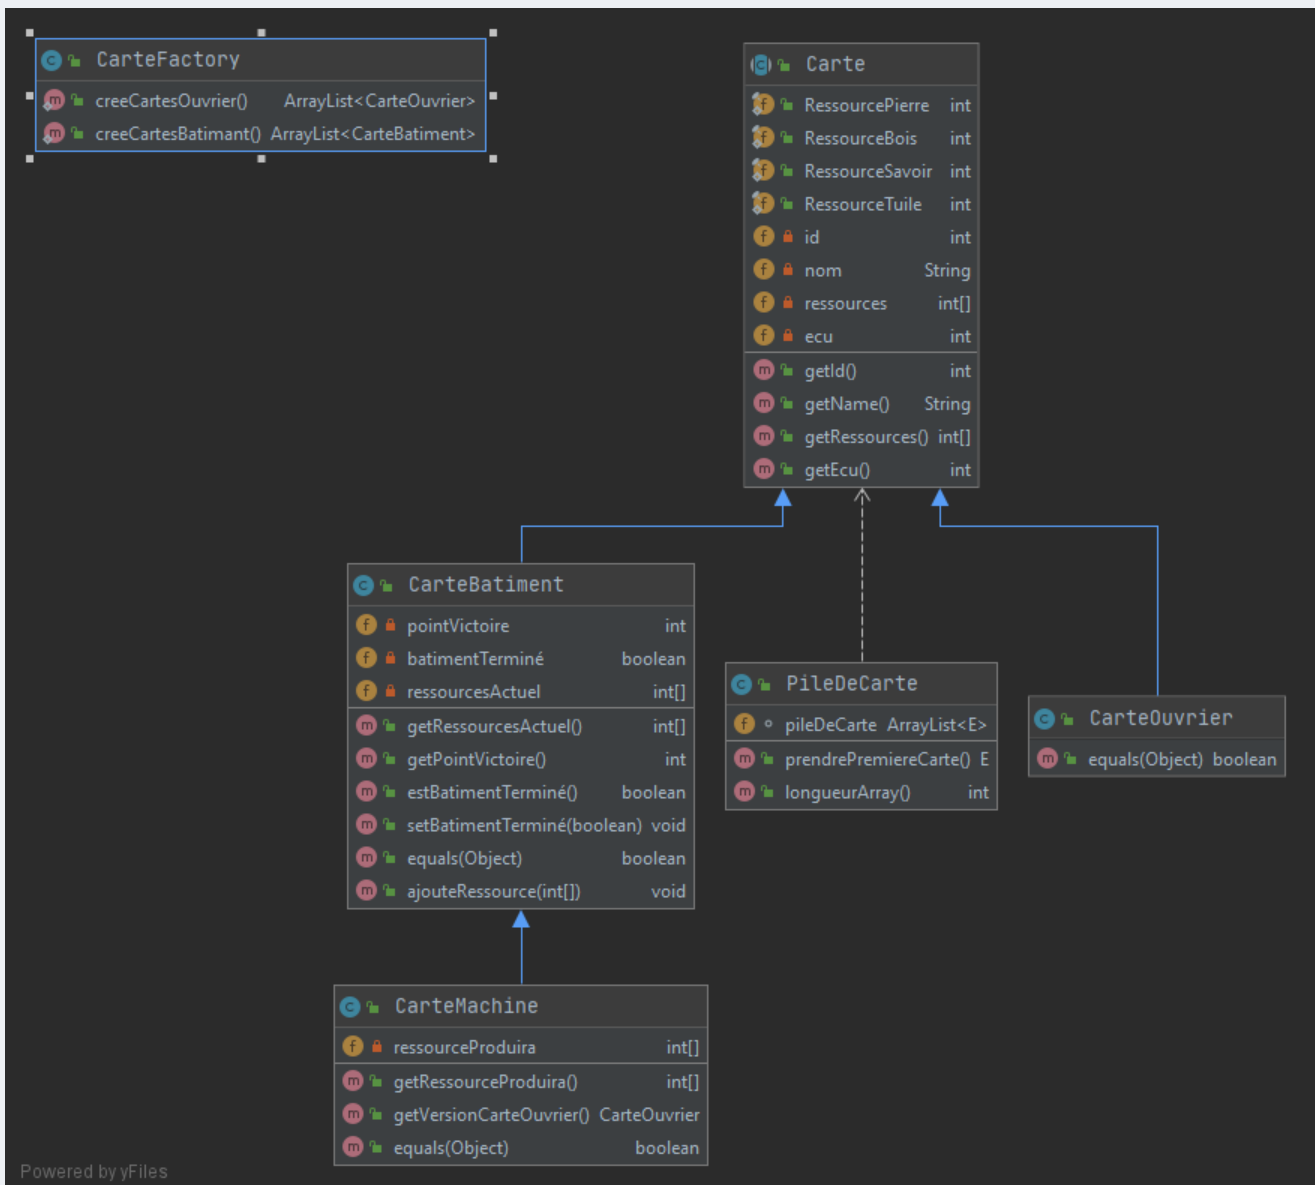 CarteFactory
creeCartesOuvrier() ArrayList<CarteOuvrier>
creeCartesBatimant() ArrayList<CarteBatiment>
Carte
RessourcePierre int
RessourceBois int
RessourceSavoir int
RessourceTuile int
id int
nom String
ressources int[]
ecu int
getId() int
getName() String
getRessources() int[]
getEcu() int
CarteBatiment
pointVictoire int
batimentTerminé boolean
ressourcesActuel int[]
getRessourcesActuel() int[]
getPointVictoire() int
estBatimentTerminé() boolean
setBatimentTerminé(boolean) void
equals(Object) boolean
ajouteRessource(int[]) void
PileDeCarte
pileDeCarte ArrayList<E>
prendrePremiereCarte() E
longueurArray() int
CarteOuvrier
equals(Object) boolean
CarteMachine
ressourceProduira int[]
getRessourceProduira() int[]
getVersionCarteOuvrier() CarteOuvrier
equals(Object) boolean
Powered by yFiles